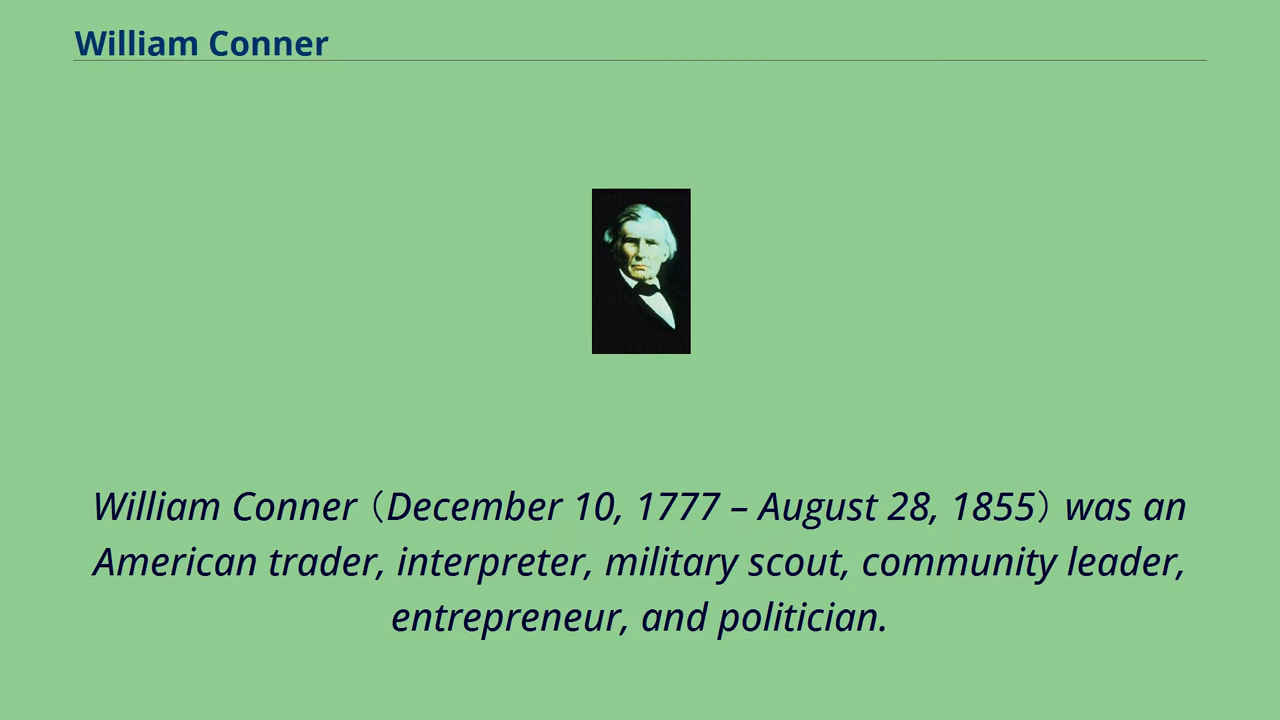 William Conner
William Conner（December 10, 1777 – August 28, 1855）was an
American trader, interpreter, military scout, community leader,
entrepreneur, and politician.